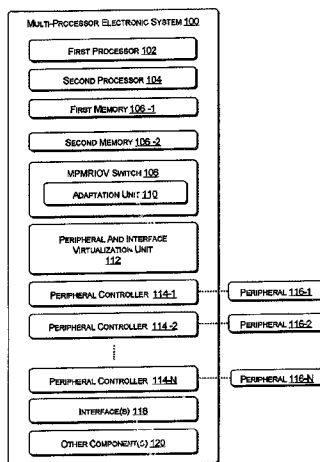 MULTI-PROCESSOR ELECTRONIC SYSTEM 100
FIRST PROCESSOR 102
SECOND PROCESSOR 104
FIRST MEMORY 106-1
SECOND MEMORY 106-2
MPMRIOV SWITCH 108
ADAPTATION UNIT 110
PERIPHERAL AND INTERFACE
VIRTUALIZATION UNIT
112
PERIPHERAL CONTROLLER 114-1
PERIPHERAL 116-1
PERIPHERAL CONTROLLER 114-2
PERIPHERAL 116-2
PERIPHERAL CONTROLLER 114-N
PERIPHERAL 116-N
INTERFACE(S) 118
OTHER COMPONENT(S) 120